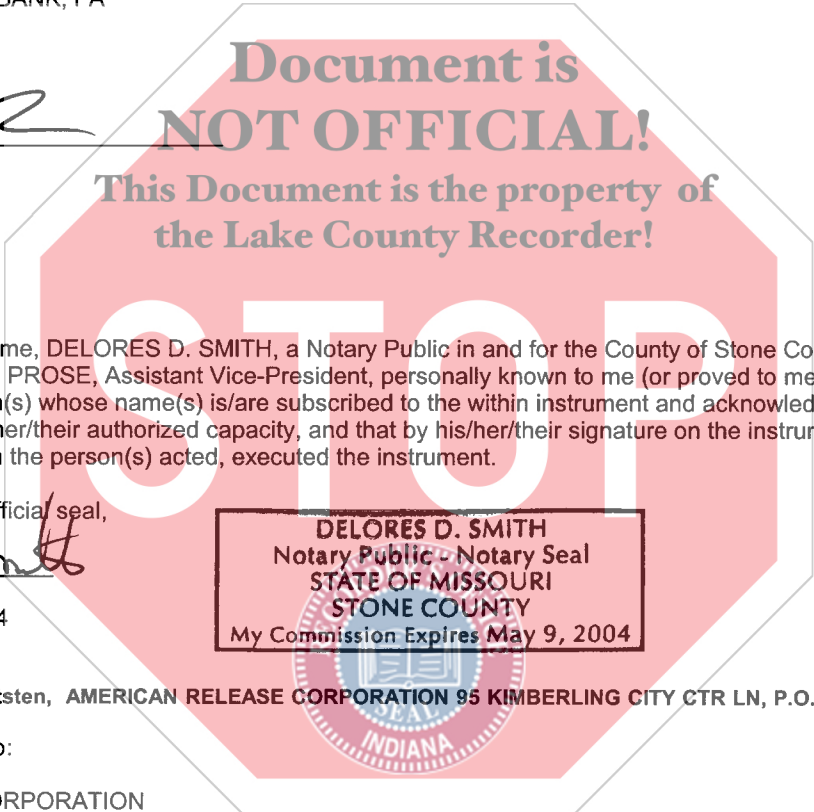 BANK, PA
Document is
NOT OFFICIAL!
This Document is the property of
the Lake County Recorder!
STOP
me, DELORES D. SMITH, a Notary Public in and for the County of Stone Co
PROSE, Assistant Vice-President, personally known to me (or proved to me
(s) whose name(s) is/are subscribed to the within instrument and acknowled
her/their authorized capacity, and that by his/her/their signature on the instru
the person(s) acted, executed the instrument.
official seal,
DELORES D. SMITH
Notary Public - Notary Seal
STATE OF MISSOURI
STONE COUNTY
My Commission Expires May 9, 2004
4
sten, AMERICAN RELEASE CORPORATION 95 KIMBERLING CITY CTR LN, P.O.
SEAL
INDIANA
o:
ORPORATION